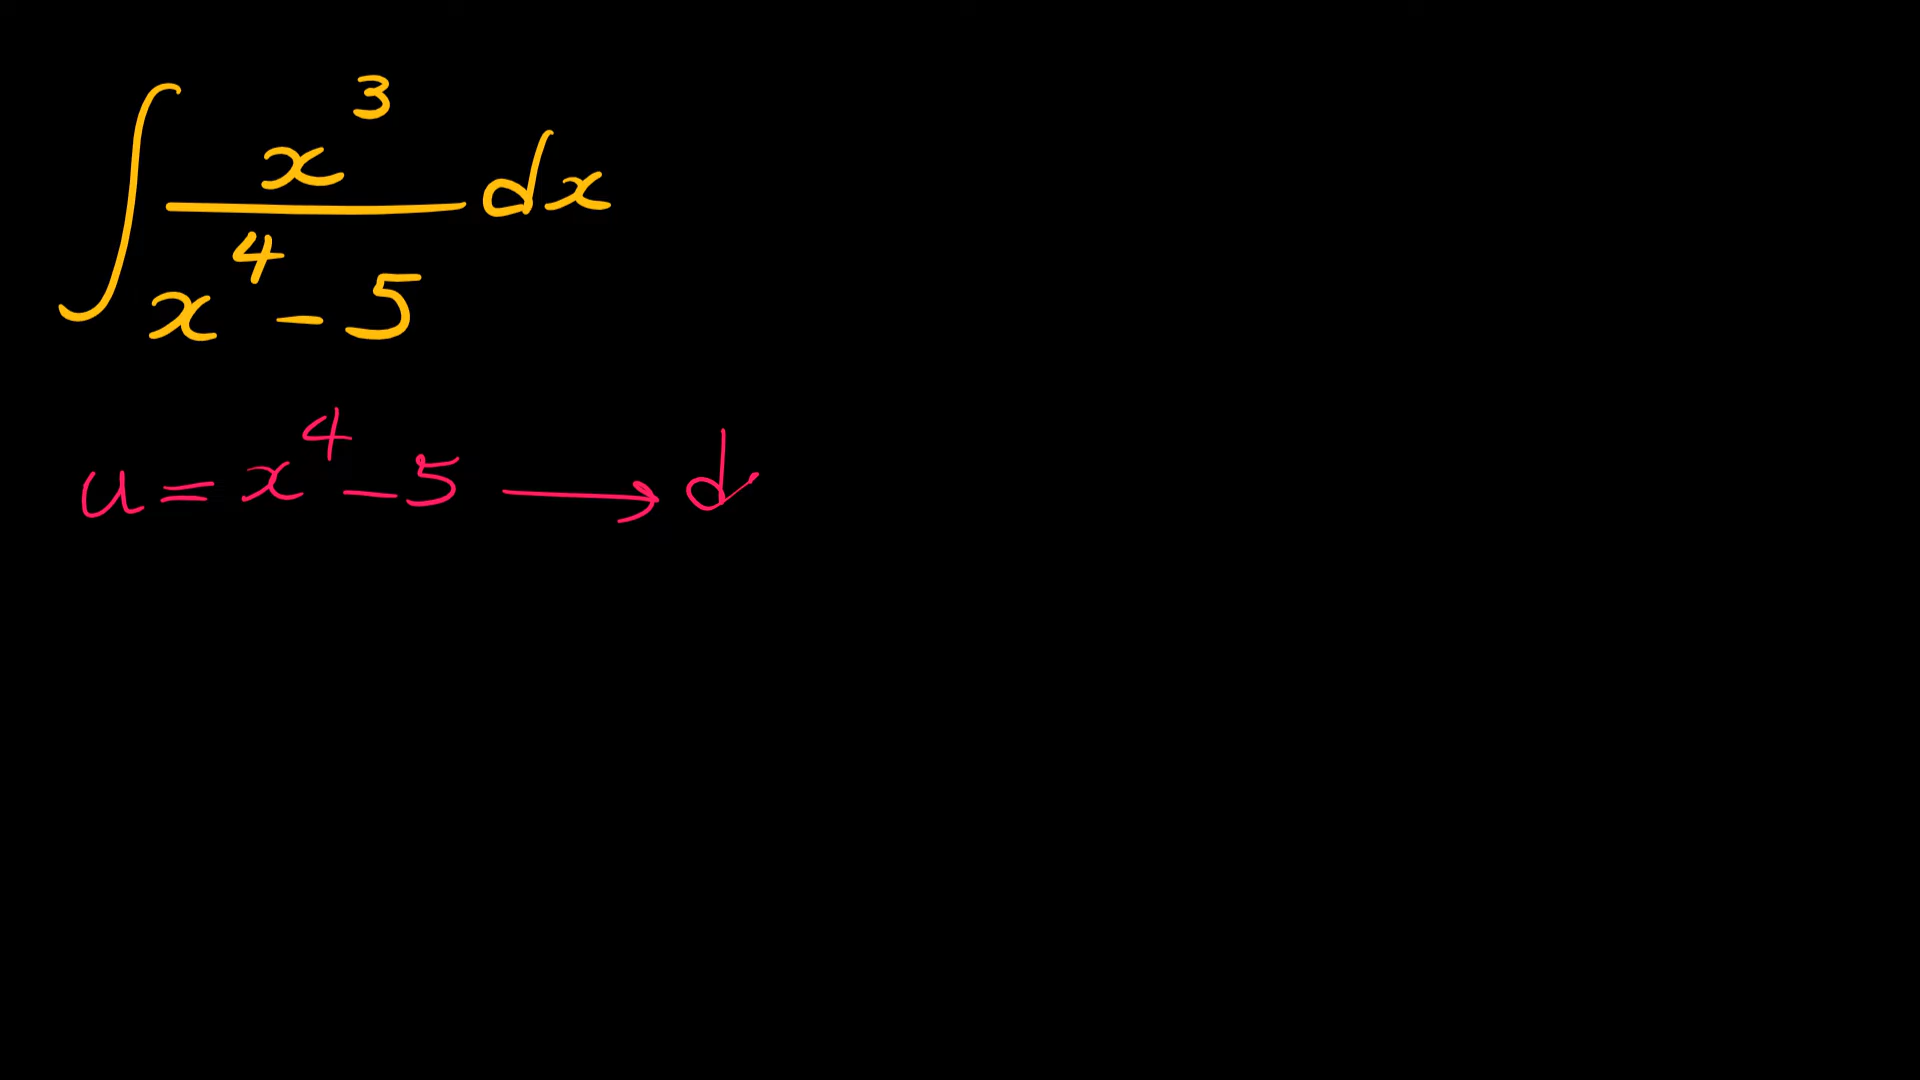 ∫ x³/(x⁴ - 5) dx
u = x⁴ - 5 → d